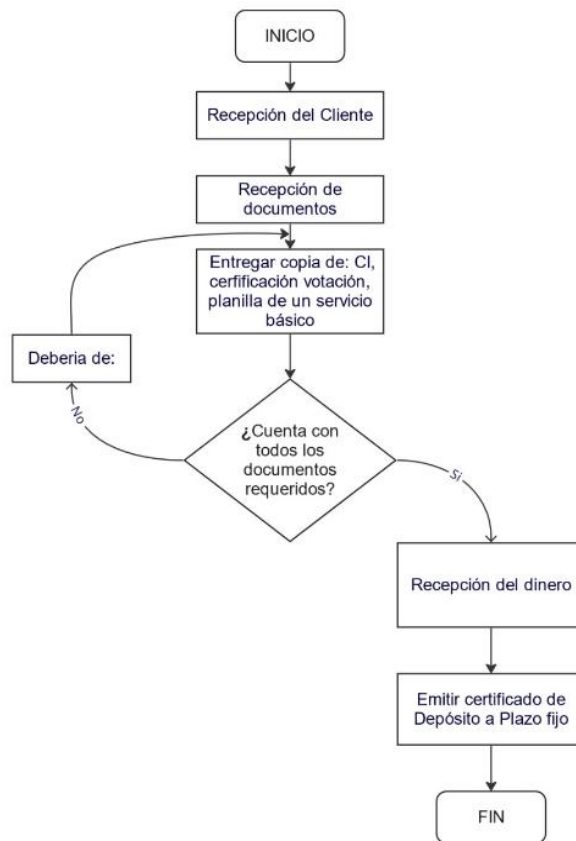 INICIO
Recepción del Cliente
Recepción de
documentos
Entregar copia de: CI,
cerfificación votación,
planilla de un servicio
básico
Deberia de:
No
¿Cuenta con
todos los
documentos
requeridos?
Si
Recepción del dinero
Emitir certificado de
Depósito a Plazo fijo
FIN